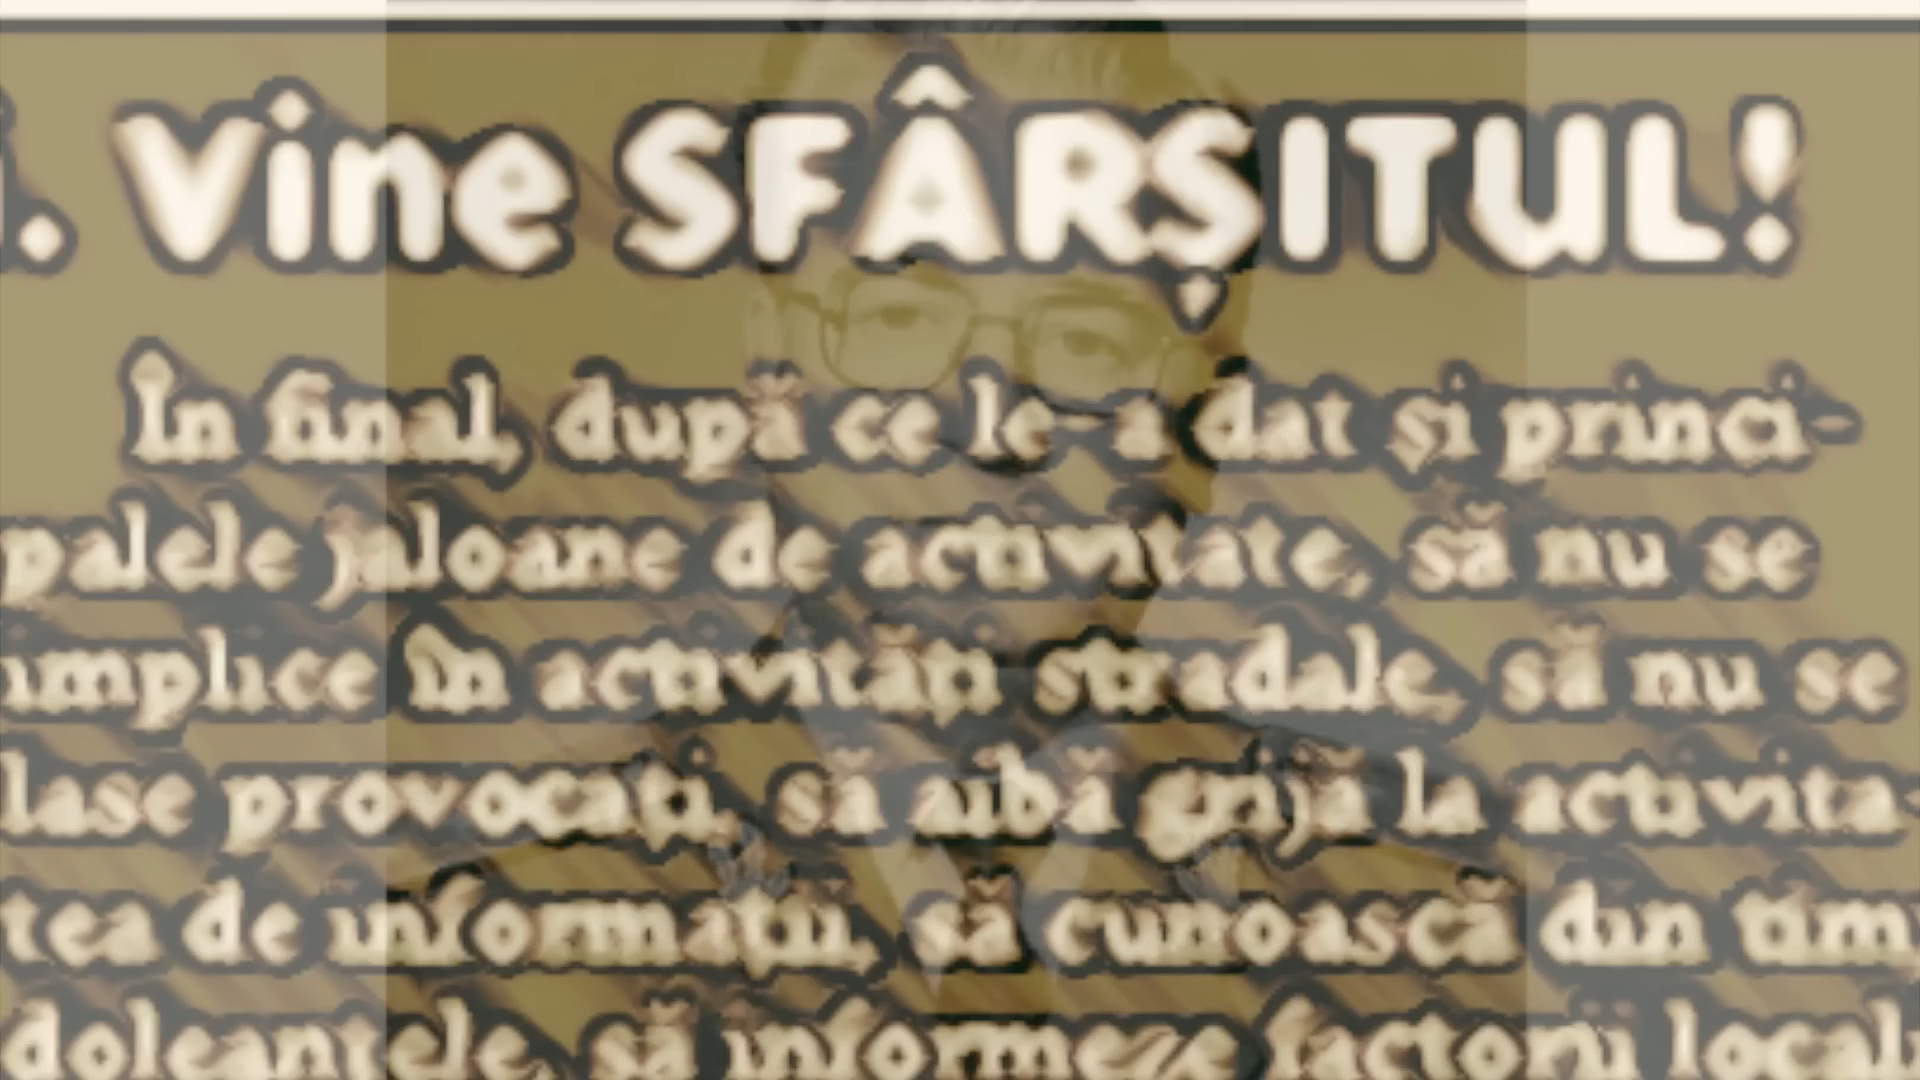 . Vine SFÂRȘITUL!
În final, după ce le-a dat și princi-
palele jaloane de activitate, să nu se
implice în activități stradale, să nu se
lase provocați, să aibă grijă la activita-
tea de informații, să cunoască din timp
doleanțele, să informeze factorii locali